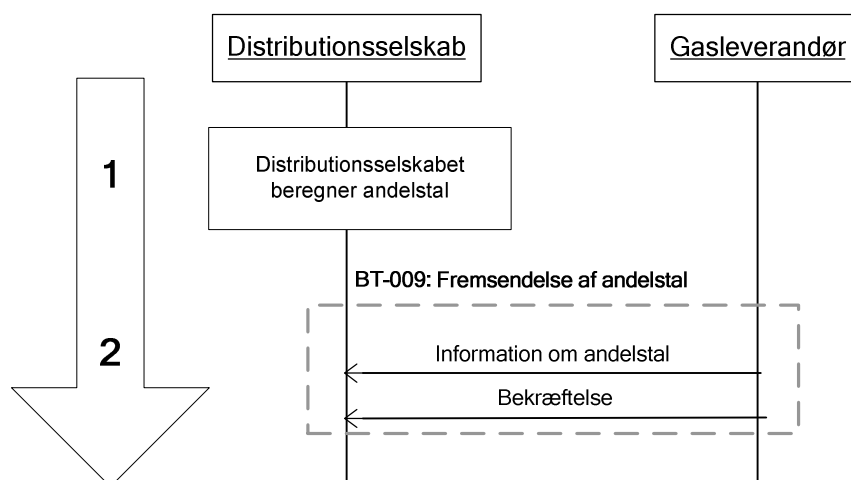 Distributionsselskab
Gasleverandør
1
Distributionsselskabet
beregner andelstal
BT-009: Fremsendelse af andelstal
2
Information om andelstal
Bekræftelse